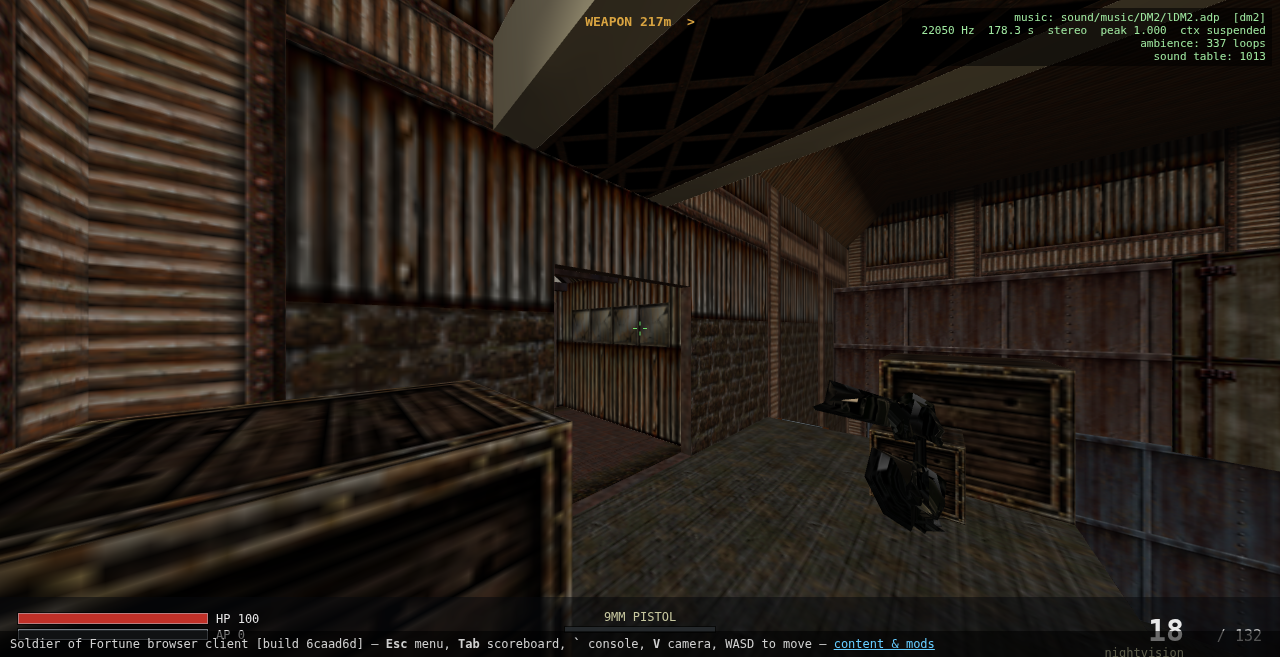 WEAPON 217m >
music: sound/music/DM2/lDM2.adp [dm2]
22050 Hz 178.3 s stereo peak 1.000 ctx suspended
ambience: 337 loops
sound table: 1013
HP 100
AP 0
9MM PISTOL
18 / 132
nightvision
Soldier of Fortune browser client [build 6caad6d] — Esc menu, Tab scoreboard, ` console, V camera, WASD to move — content & mods